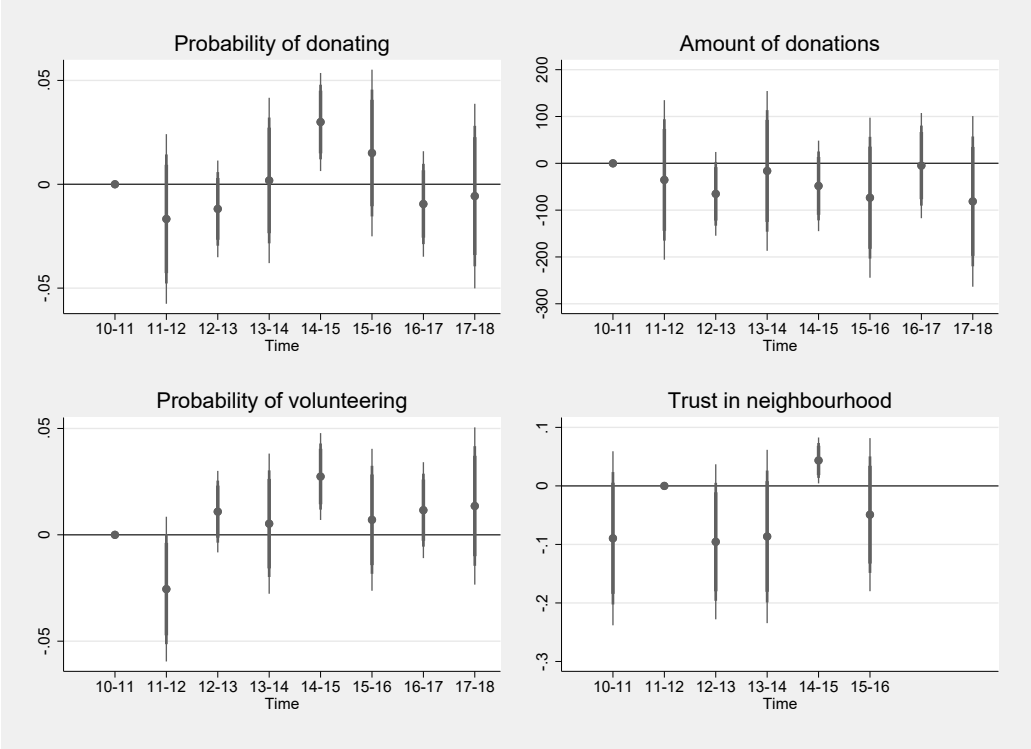 Probability of donating
.05
0
-.05
10-11 11-12 12-13 13-14 14-15 15-16 16-17 17-18
Time
Amount of donations
200
100
0
-100
-200
-300
10-11 11-12 12-13 13-14 14-15 15-16 16-17 17-18
Time
Probability of volunteering
.05
0
-.05
10-11 11-12 12-13 13-14 14-15 15-16 16-17 17-18
Time
Trust in neighbourhood
.1
0
-.1
-.2
-.3
10-11 11-12 12-13 13-14 14-15 15-16
Time